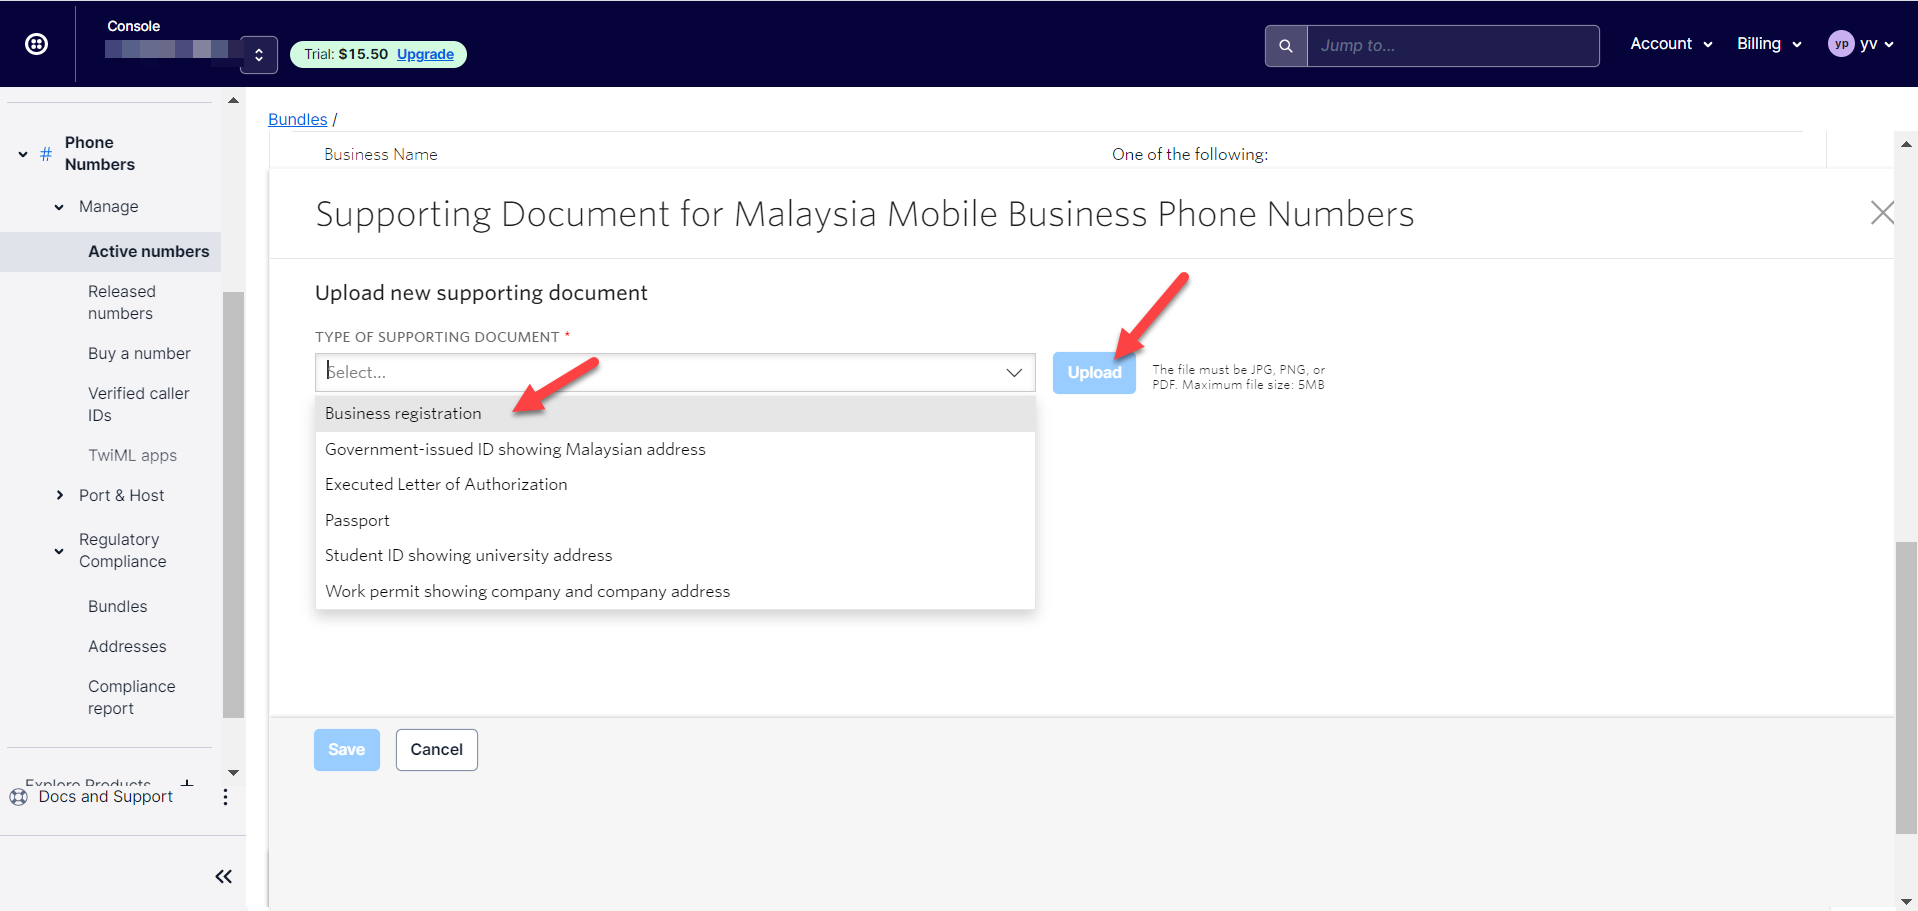 Console
Trial: $15.50 Upgrade
Jump to...
Account
Billing
yp yv
Phone
Numbers
Manage
Active numbers
Released
numbers
Buy a number
Verified caller
IDs
TwiML apps
Port & Host
Regulatory
Compliance
Bundles
Addresses
Compliance
report
Explore Products
Docs and Support
Bundles /
Business Name
One of the following:
Supporting Document for Malaysia Mobile Business Phone Numbers
Upload new supporting document
TYPE OF SUPPORTING DOCUMENT *
Select...
Upload
The file must be JPG, PNG, or
PDF. Maximum file size: 5MB
Business registration
Government-issued ID showing Malaysian address
Executed Letter of Authorization
Passport
Student ID showing university address
Work permit showing company and company address
Save
Cancel